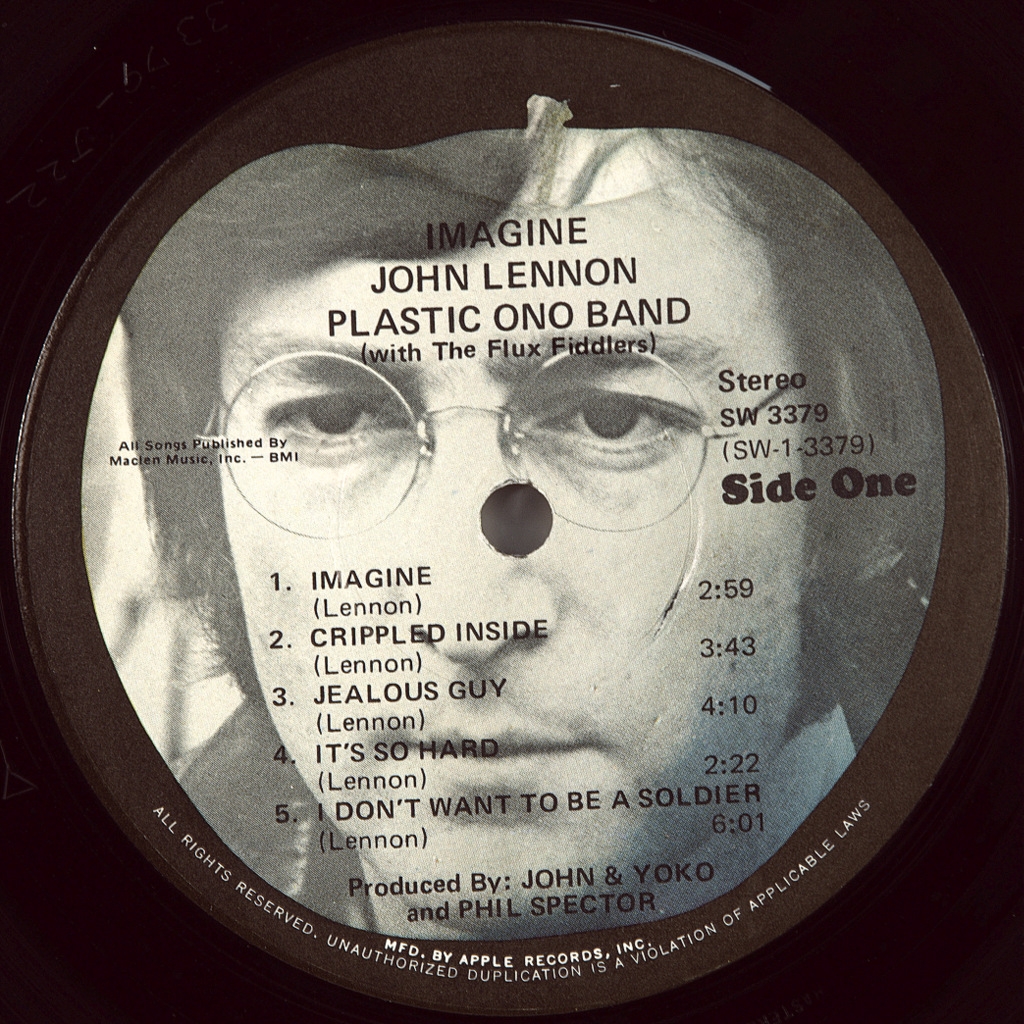 IMAGINE
JOHN LENNON
PLASTIC ONO BAND
(with The Flux Fiddlers)
Stereo
SW 3379
(SW-1-3379)
Side One
All Songs Published By
Maclen Music, Inc. — BMI
1. IMAGINE 2:59
(Lennon)
2. CRIPPLED INSIDE 3:43
(Lennon)
3. JEALOUS GUY 4:10
(Lennon)
4. IT'S SO HARD 2:22
(Lennon)
5. I DON'T WANT TO BE A SOLDIER 6:01
(Lennon)
Produced By: JOHN & YOKO
and PHIL SPECTOR
MFD. BY APPLE RECORDS, INC.
ALL RIGHTS RESERVED. UNAUTHORIZED DUPLICATION IS A VIOLATION OF APPLICABLE LAWS